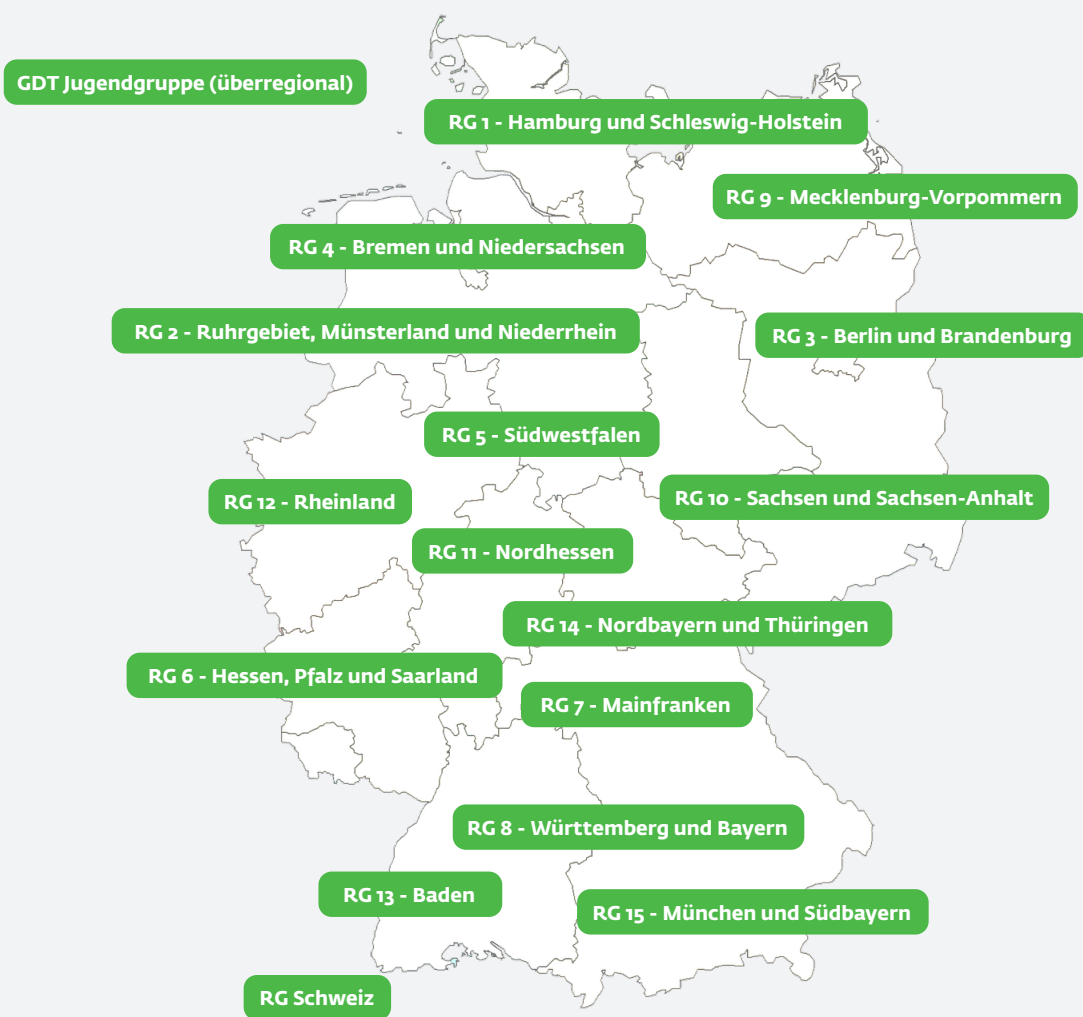 GDT Jugendgruppe (überregional)
RG 1 - Hamburg und Schleswig-Holstein
RG 9 - Mecklenburg-Vorpommern
RG 4 - Bremen und Niedersachsen
RG 2 - Ruhrgebiet, Münsterland und Niederrhein
RG 3 - Berlin und Brandenburg
RG 5 - Südwestfalen
RG 12 - Rheinland
RG 10 - Sachsen und Sachsen-Anhalt
RG 11 - Nordhessen
RG 14 - Nordbayern und Thüringen
RG 6 - Hessen, Pfalz und Saarland
RG 7 - Mainfranken
RG 8 - Württemberg und Bayern
RG 13 - Baden
RG 15 - München und Südbayern
RG Schweiz